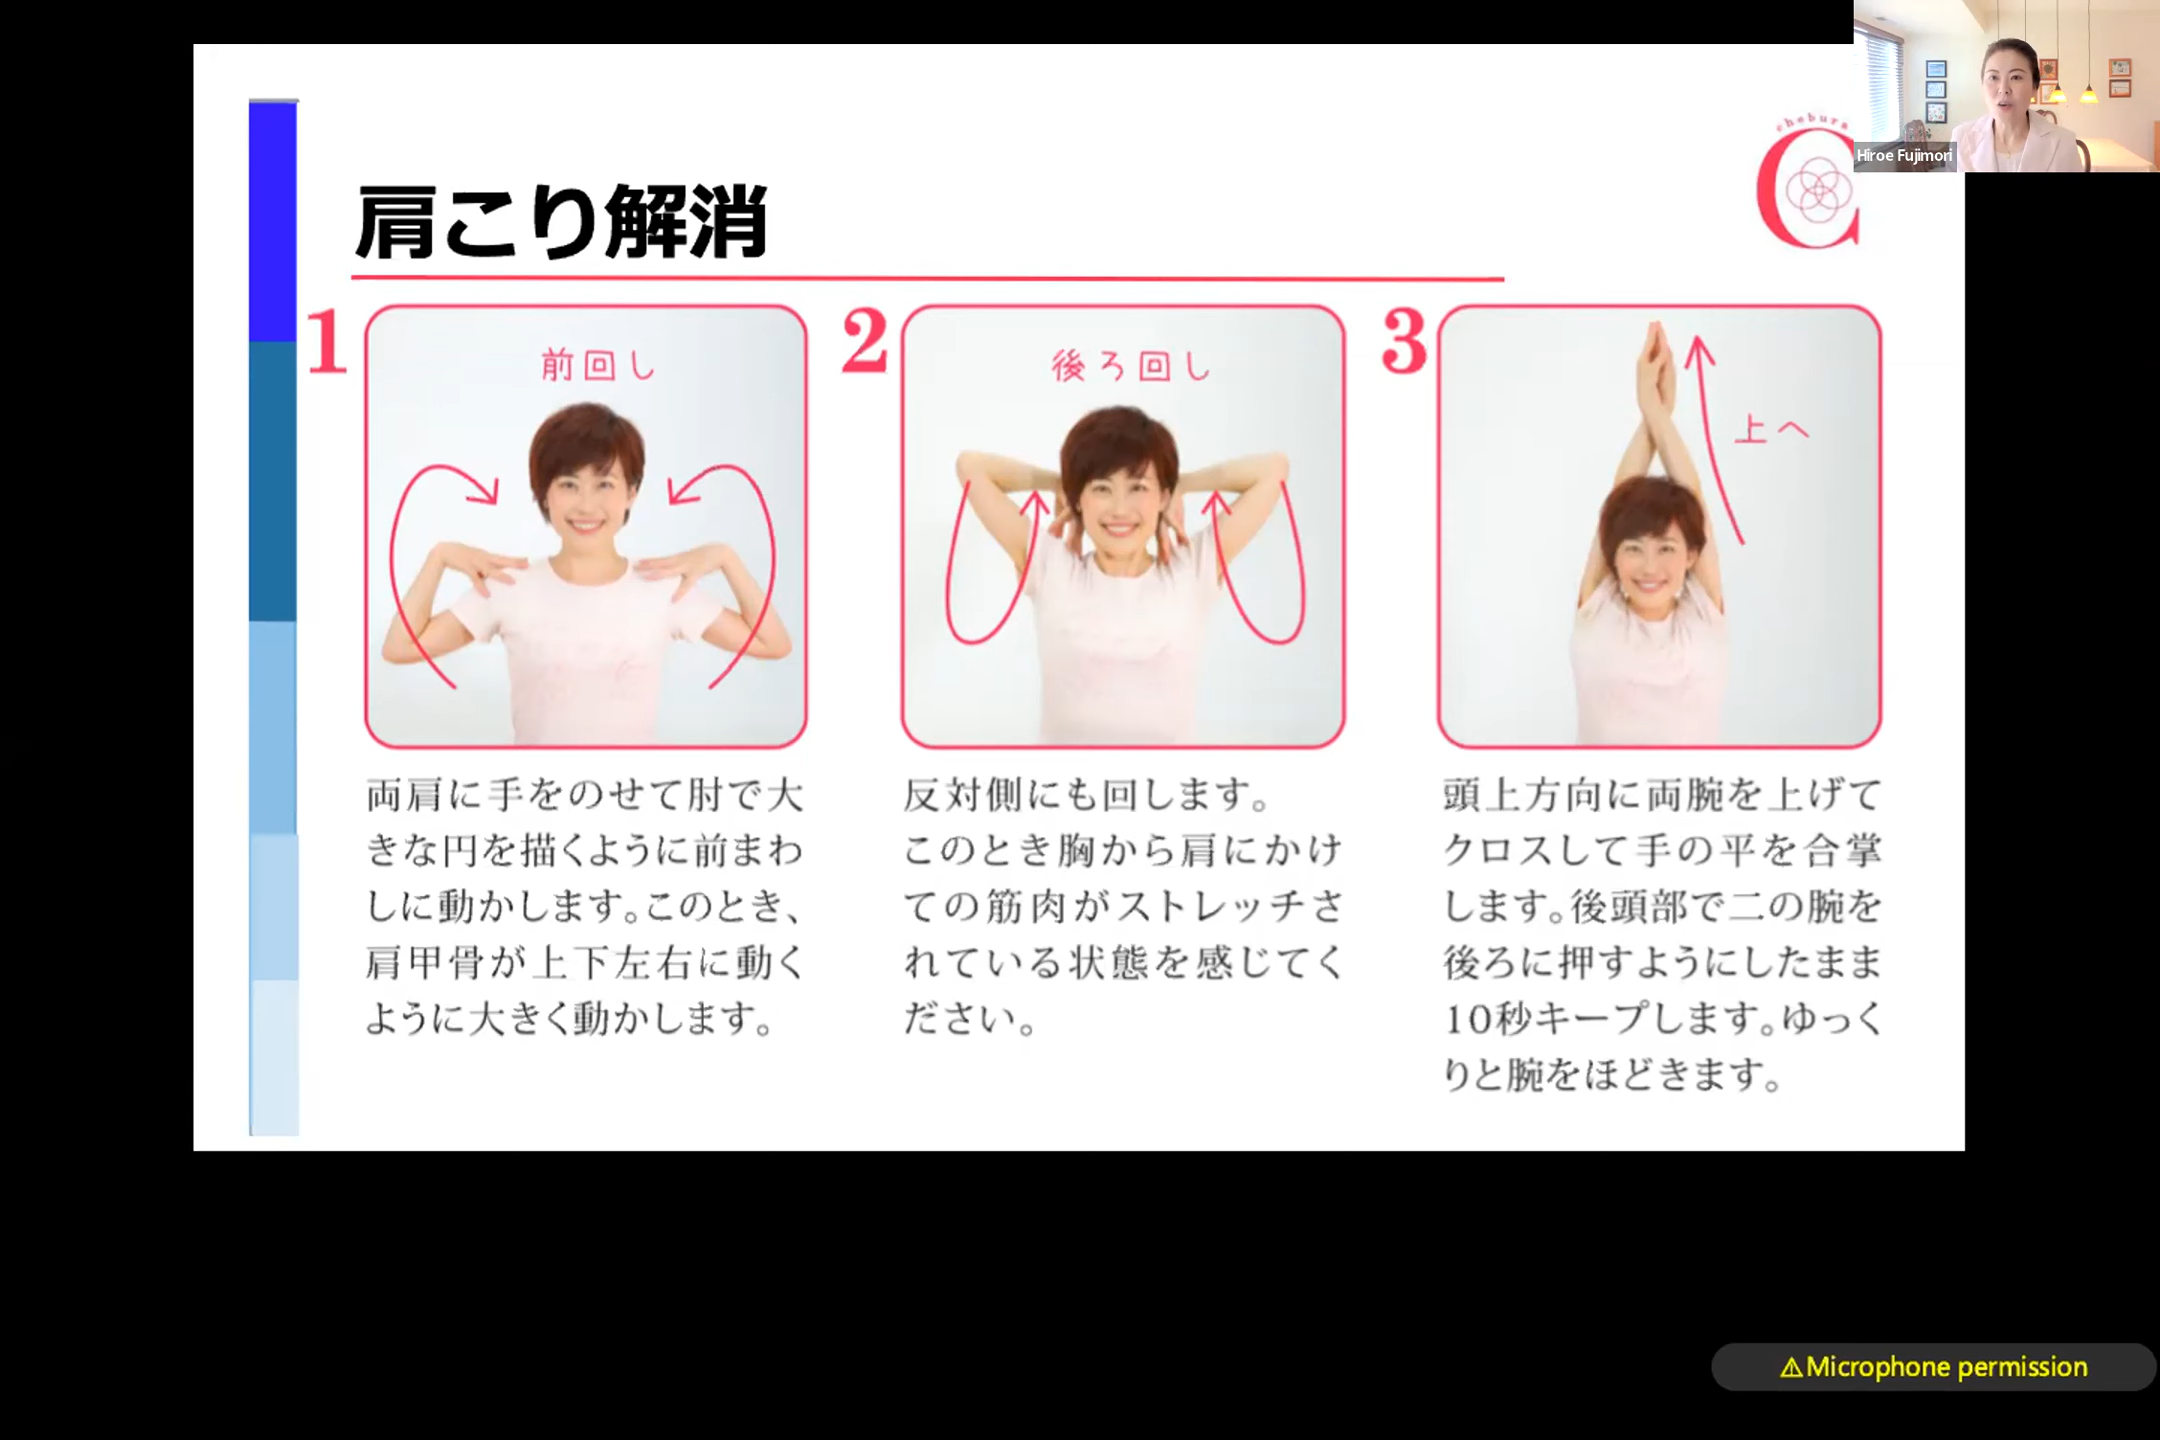 chebura
C
Hiroe Fujimori
肩こり解消
1
前回し
両肩に手をのせて肘で大
きな円を描くように前まわ
しに動かします。このとき、
肩甲骨が上下左右に動く
ように大きく動かします。
2
後ろ回し
反対側にも回します。
このとき胸から肩にかけ
ての筋肉がストレッチさ
れている状態を感じてく
ださい。
3
上へ
頭上方向に両腕を上げて
クロスして手の平を合掌
します。後頭部で二の腕を
後ろに押すようにしたまま
10秒キープします。ゆっく
りと腕をほどきます。
⚠Microphone permission